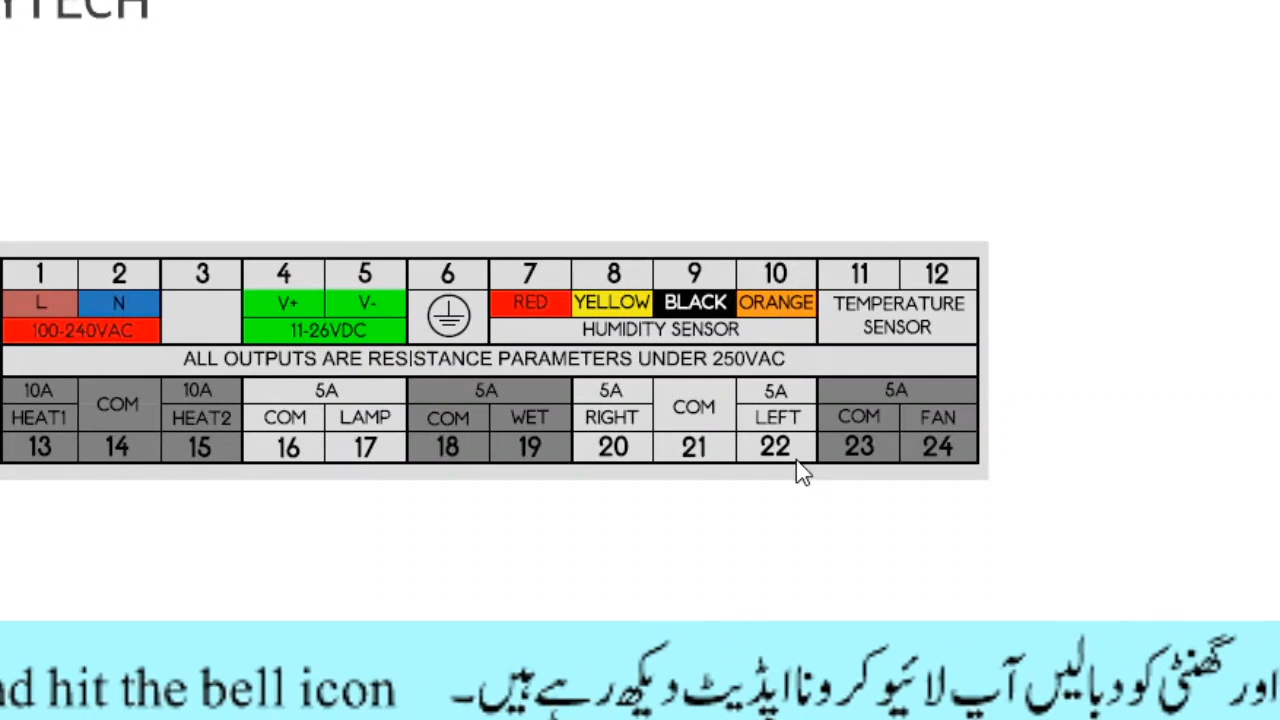 YTECH
1 2 3 4 5 6 7 8 9 10 11 12
L N V+ V- RED YELLOW BLACK ORANGE TEMPERATURE
100-240VAC 11-26VDC HUMIDITY SENSOR SENSOR
ALL OUTPUTS ARE RESISTANCE PARAMETERS UNDER 250VAC
10A COM 10A 5A 5A 5A COM 5A 5A
HEAT1 HEAT2 COM LAMP COM WET RIGHT LEFT COM FAN
13 14 15 16 17 18 19 20 21 22 23 24
nd hit the bell icon اور گھنٹی کو دبالیں آپ لائیو کرونا اپڈیٹ دیکھ رہے ہیں۔